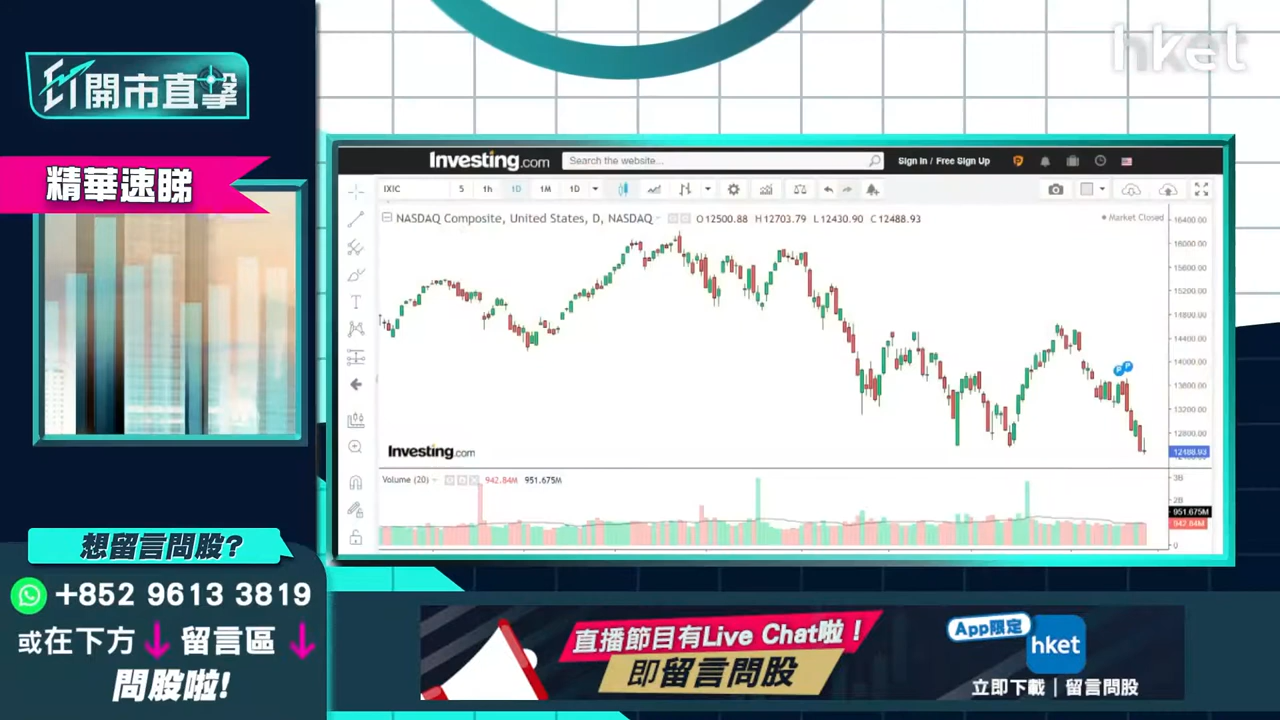 hket
ET開市直擊
精華速睇
Investing.com
Search the website...
Sign In / Free Sign Up
IXIC
5
1h
1D
1M
1D
NASDAQ Composite, United States, D, NASDAQ
O12500.88 H12703.79 L12430.90 C12488.93
Market Closed
16400.00
16000.00
15600.00
15200.00
14800.00
14400.00
14000.00
13600.00
13200.00
12800.00
12488.93
P P
Investing.com
Volume (20)
942.84M 951.675M
3B
2B
951.675M
942.84M
0
想留言問股?
+852 9613 3819
或在下方↓留言區↓
問股啦!
直播節目有Live Chat啦!
即留言問股
App限定
hket
立即下載|留言問股